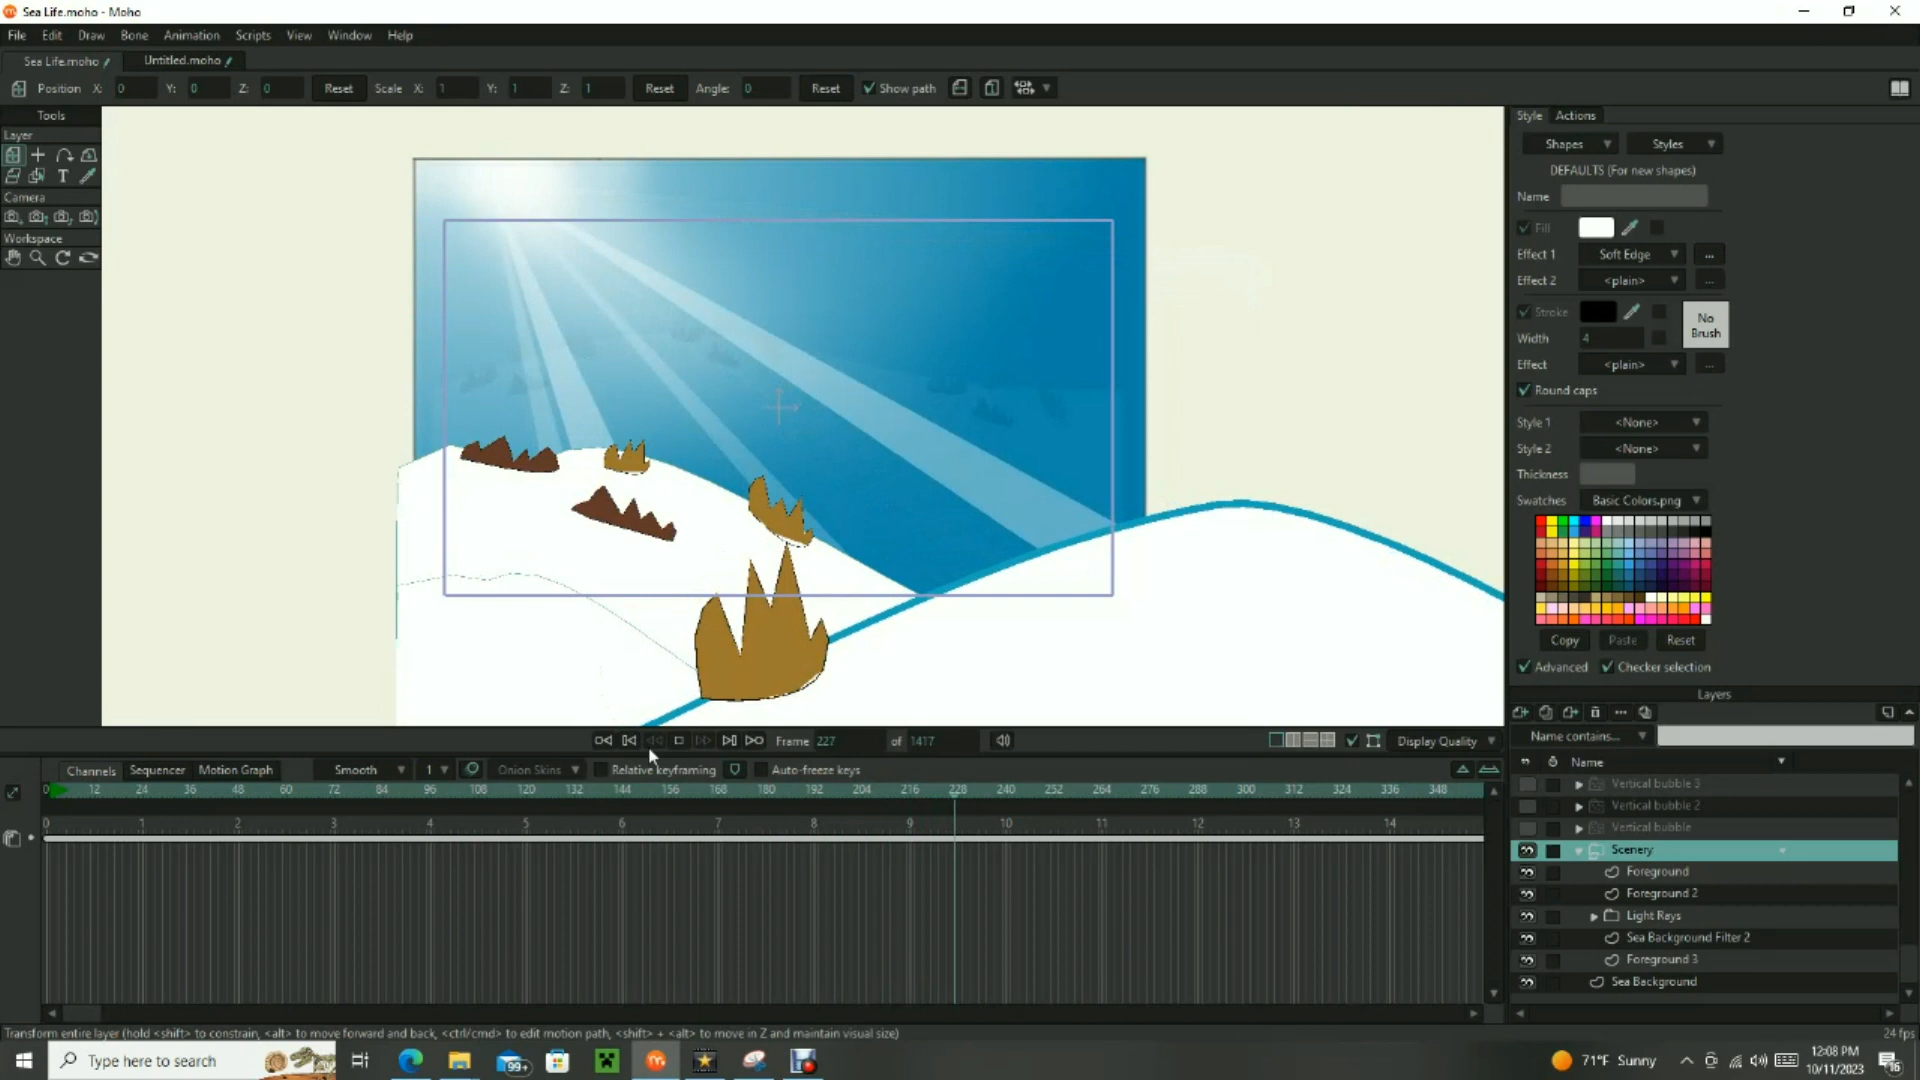 Sea Life.moho - Moho
File Edit Draw Bone Animation Scripts View Window Help
Sea Life.moho Untitled.moho
Position X: 0 Y: 0 Z: 0 Reset Scale X: 1 Y: 1 Z: 1 Reset Angle: 0 Reset Show path
Tools
Layer
Camera
Workspace
Style Actions
Shapes Styles
DEFAULTS (For new shapes)
Name
Fill
Effect 1 Soft Edge ...
Effect 2 <plain> ...
Stroke
No Brush
Width 4
Effect <plain> ...
Round caps
Style 1 <None>
Style 2 <None>
Thickness
Swatches Basic Colors.png
Copy Paste Reset
Advanced Checker selection
Layers
Name contains...
Name
Vertical bubble 3
Vertical bubble 2
Vertical bubble
Scenery
Foreground
Foreground 2
Light Rays
Sea Background Filter 2
Foreground 3
Sea Background
Frame 227 of 1417 Display Quality
Channels Sequencer Motion Graph Smooth 1 Onion Skins Relative keyframing Auto-freeze keys
0 12 24 36 48 60 72 84 96 108 120 132 144 156 168 180 192 204 216 228 240 252 264 276 288 300 312 324 336 348
0 1 2 3 4 5 6 7 8 9 10 11 12 13 14
Transform entire layer (hold <shift> to constrain, <alt> to move forward and back, <ctrl/cmd> to edit motion path, <shift> + <alt> to move in Z and maintain visual size)
24 fps
Type here to search 99+ 71°F Sunny 12:08 PM
10/11/2023 16